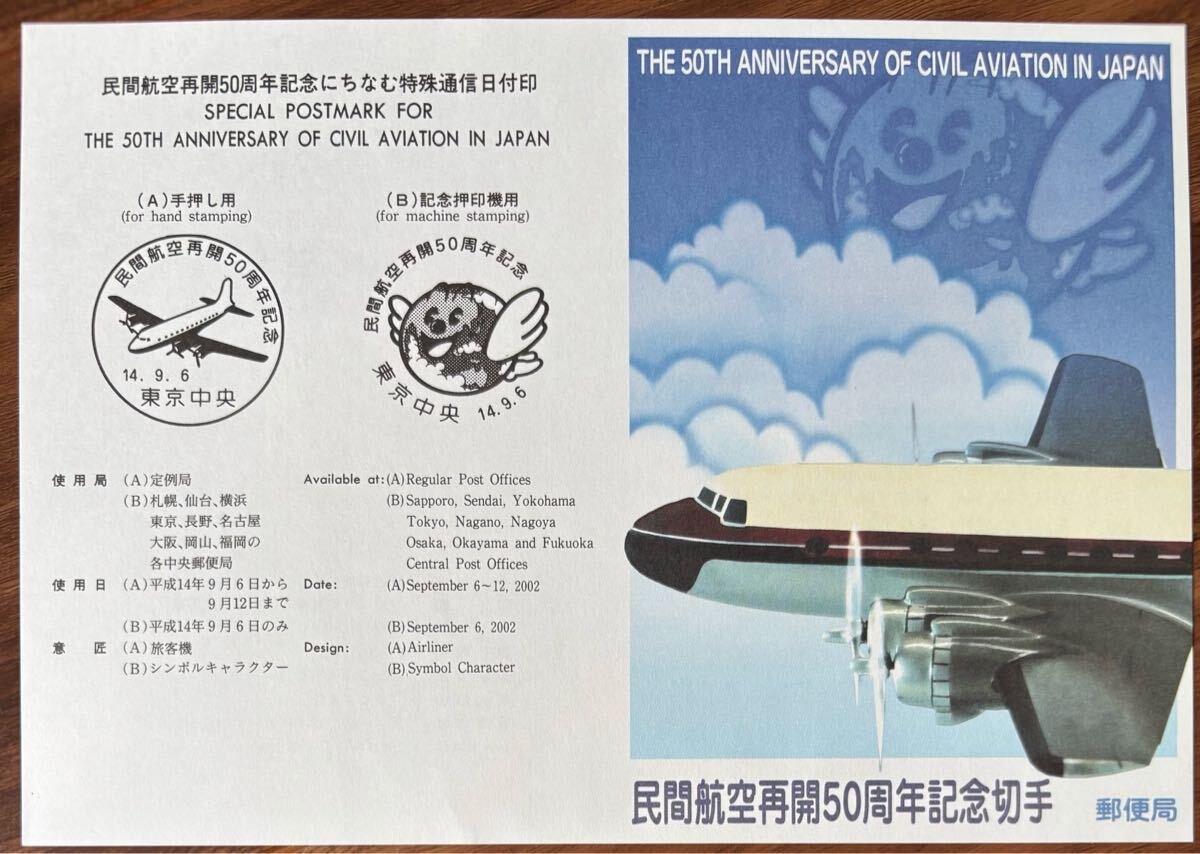 民間航空再開50周年記念にちなむ特殊通信日付印
SPECIAL POSTMARK FOR
THE 50TH ANNIVERSARY OF CIVIL AVIATION IN JAPAN
(A)手押し用
(for hand stamping)
(B)記念押印機用
(for machine stamping)
民間航空再開50周年記念
14. 9. 6
東京中央
民間航空再開50周年記念
東京中央 14.9.6
使用局 (A)定例局
(B)札幌、仙台、横浜
東京、長野、名古屋
大阪、岡山、福岡の
各中央郵便局
使用日 (A)平成14年9月6日から
9月12日まで
(B)平成14年9月6日のみ
意匠 (A)旅客機
(B)シンボルキャラクター
Available at: (A)Regular Post Offices
(B)Sapporo, Sendai, Yokohama
Tokyo, Nagano, Nagoya
Osaka, Okayama and Fukuoka
Central Post Offices
Date: (A)September 6~12, 2002
(B)September 6, 2002
Design: (A)Airliner
(B)Symbol Character
THE 50TH ANNIVERSARY OF CIVIL AVIATION IN JAPAN
民間航空再開50周年記念切手
郵便局